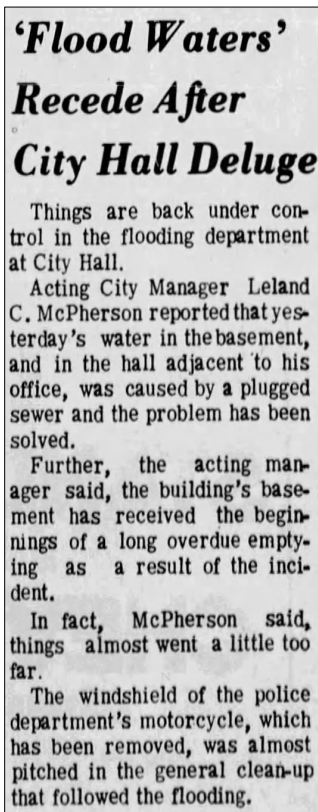 'Flood Waters'
Recede After
City Hall Deluge
Things are back under con-
trol in the flooding department
at City Hall.
Acting City Manager Leland
C. McPherson reported that yes-
terday's water in the basement,
and in the hall adjacent to his
office, was caused by a plugged
sewer and the problem has been
solved.
Further, the acting man-
ager said, the building's base-
ment has received the begin-
nings of a long overdue empty-
ing as a result of the inci-
dent.
In fact, McPherson said,
things almost went a little too
far.
The windshield of the police
department's motorcycle, which
has been removed, was almost
pitched in the general clean-up
that followed the flooding.